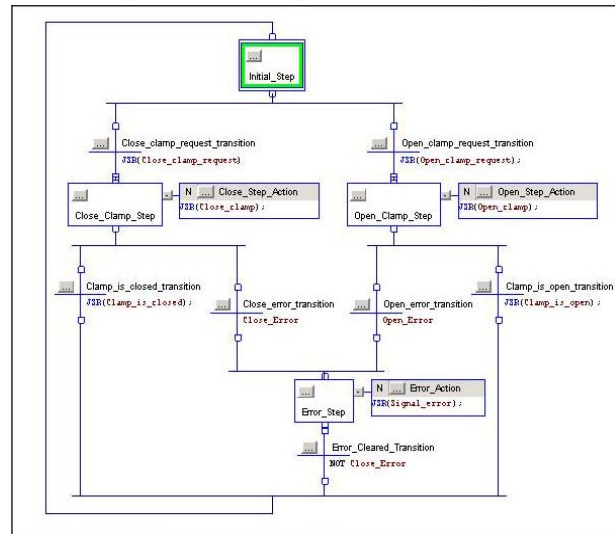 ...
Initial_Step
... Close_clamp_request_transition
JSR(Close_clamp_request)
... Open_clamp_request_transition
JSR(Open_clamp_request);
...
Close_Clamp_Step
N ... Close_Step_Action
JSR(Close_clamp);
...
Open_Clamp_Step
N ... Open_Step_Action
JSR(Open_clamp);
... Clamp_is_closed_transition
JSR(Clamp_is_closed);
... Close_error_transition
Close_Error
... Open_error_transition
Open_Error
... Clamp_is_open_transition
JSR(Clamp_is_open);
...
Error_Step
N ... Error_Action
JSR(Signal_error);
... Error_Cleared_Transition
NOT Close_Error